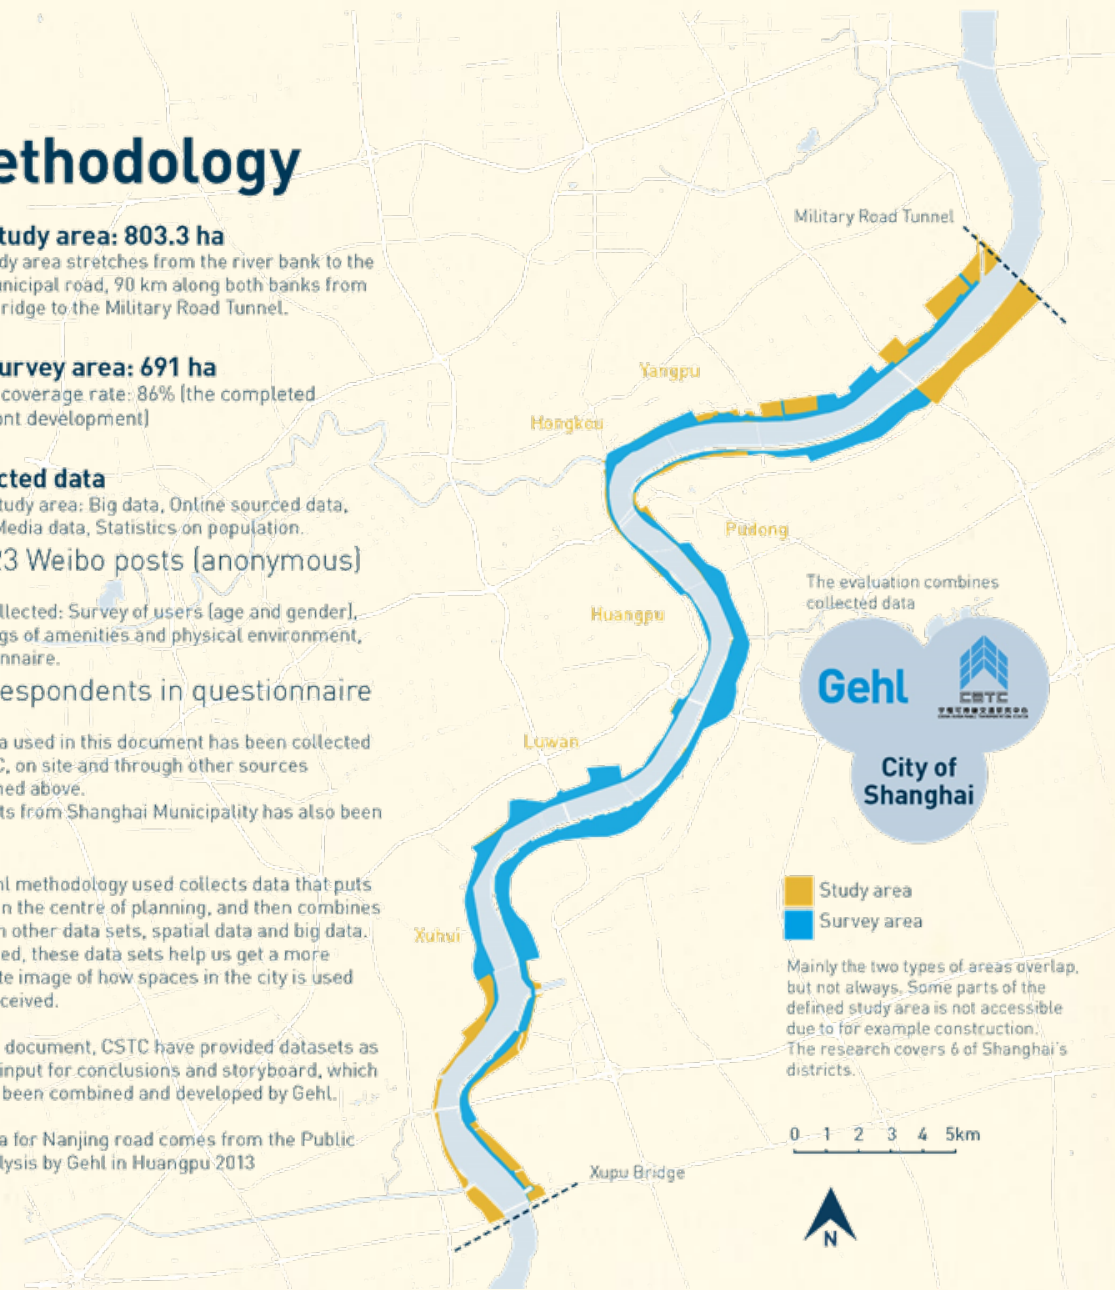 ethodology
tudy area: 803.3 ha
dy area stretches from the river bank to the
unicipal road, 90 km along both banks from
ridge to the Military Road Tunnel.
urvey area: 691 ha
coverage rate: 86% (the completed
ont development)
cted data
tudy area: Big data, Online sourced data,
Media data, Statistics on population.
23 Weibo posts (anonymous)
llected: Survey of users (age and gender),
gs of amenities and physical environment,
nnaire.
espondents in questionnaire
a used in this document has been collected
C, on site and through other sources
ned above.
ts from Shanghai Municipality has also been
hl methodology used collects data that puts
n the centre of planning, and then combines
h other data sets, spatial data and big data.
ed, these data sets help us get a more
te image of how spaces in the city is used
ceived.
document, CSTC have provided datasets as
input for conclusions and storyboard, which
been combined and developed by Gehl.
a for Nanjing road comes from the Public
lysis by Gehl in Huangpu 2013
Military Road Tunnel
Yangpu
Hongkou
Pudong
Huangpu
Luwan
Xuhui
Xupu Bridge
The evaluation combines
collected data
Gehl
CSTC
City of
Shanghai
Study area
Survey area
Mainly the two types of areas overlap,
but not always. Some parts of the
defined study area is not accessible
due to for example construction.
The research covers 6 of Shanghai's
districts.
0 1 2 3 4 5km
N